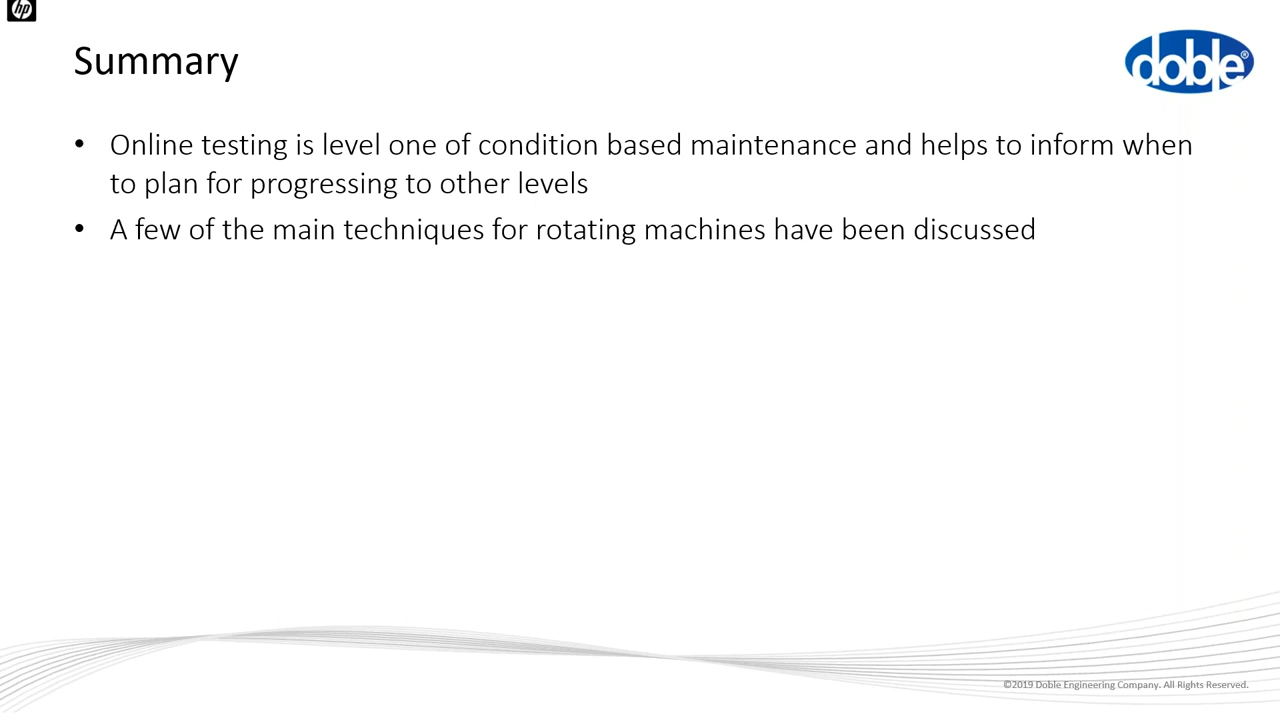 hp
Summary
doble®
• Online testing is level one of condition based maintenance and helps to inform when
to plan for progressing to other levels
• A few of the main techniques for rotating machines have been discussed
©2019 Doble Engineering Company. All Rights Reserved.